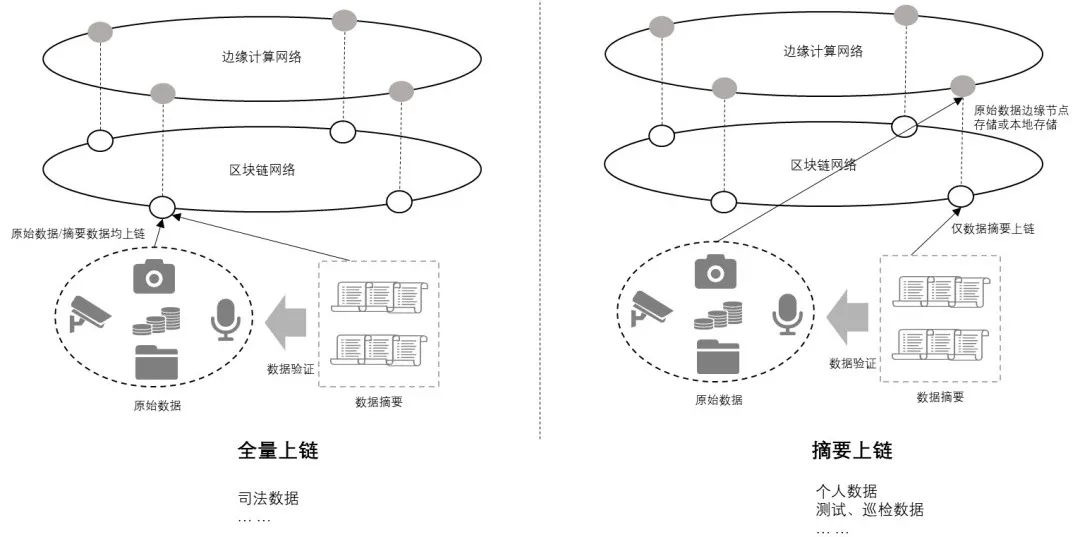 边缘计算网络
区块链网络
原始数据/摘要数据均上链
数据验证
原始数据
数据摘要
全量上链
司法数据
... ...
边缘计算网络
原始数据边缘节点
存储或本地存储
区块链网络
仅数据摘要上链
数据验证
原始数据
数据摘要
摘要上链
个人数据
测试、巡检数据
... ...